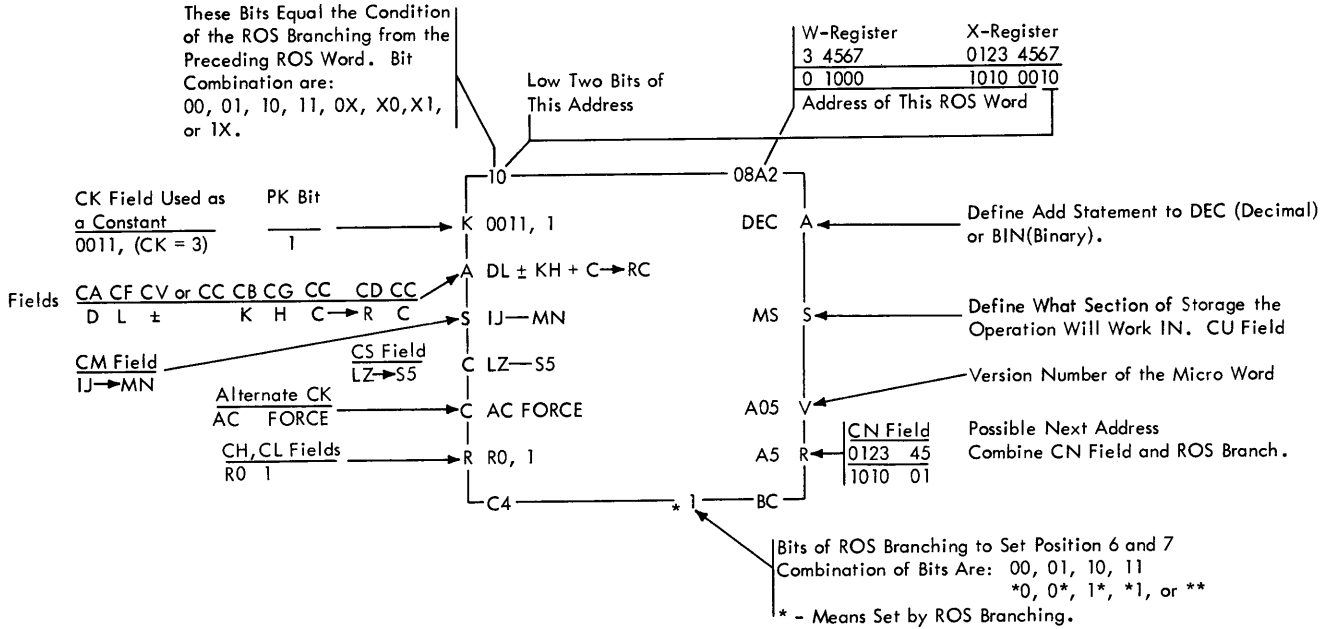 These Bits Equal the Condition
of the ROS Branching from the
Preceding ROS Word. Bit
Combination are:
00, 01, 10, 11, 0X, X0, X1,
or 1X.
Low Two Bits of
This Address
W-Register X-Register
3 4567 0123 4567
0 1000 1010 0010
Address of This ROS Word
10 08A2
CK Field Used as PK Bit
a Constant
0011, (CK = 3) 1
K 0011, 1
DEC A
Define Add Statement to DEC (Decimal)
or BIN(Binary).
A DL ± KH + C→RC
Fields CA CF CV or CC CB CG CC CD CC
D L ± K H C→R C
S IJ—MN
MS S
Define What Section of Storage the
Operation Will Work IN. CU Field
CM Field
IJ→MN
CS Field
LZ→S5
C LZ—S5
Version Number of the Micro Word
Alternate CK
AC FORCE
C AC FORCE
A05 V
CH, CL Fields
R0 1
R R0, 1
A5 R
CN Field
0123 45
1010 01
Possible Next Address
Combine CN Field and ROS Branch.
C4 * 1 BC
Bits of ROS Branching to Set Position 6 and 7
Combination of Bits Are: 00, 01, 10, 11
*0, 0*, 1*, *1, or **
* - Means Set by ROS Branching.